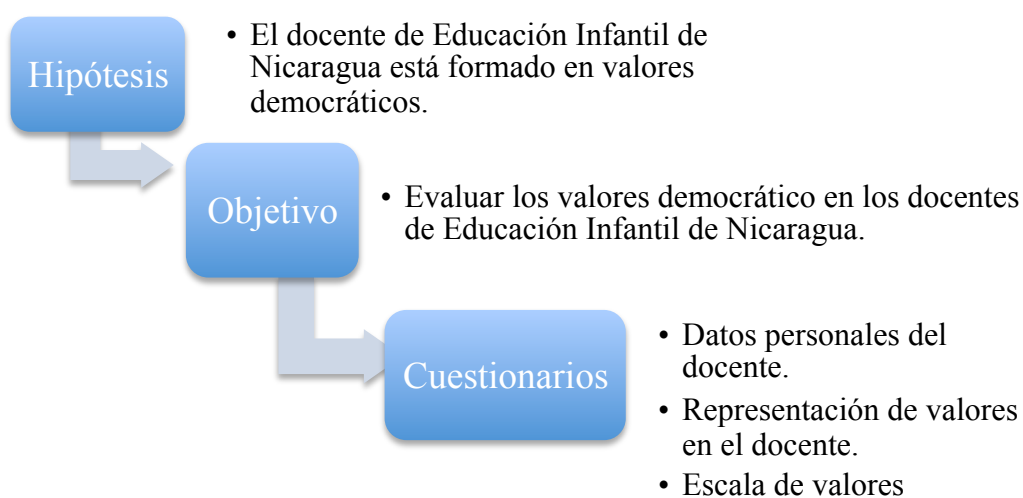 Hipótesis
• El docente de Educación Infantil de
Nicaragua está formado en valores
democráticos.
Objetivo
• Evaluar los valores democrático en los docentes
de Educación Infantil de Nicaragua.
Cuestionarios
• Datos personales del
docente.
• Representación de valores
en el docente.
• Escala de valores